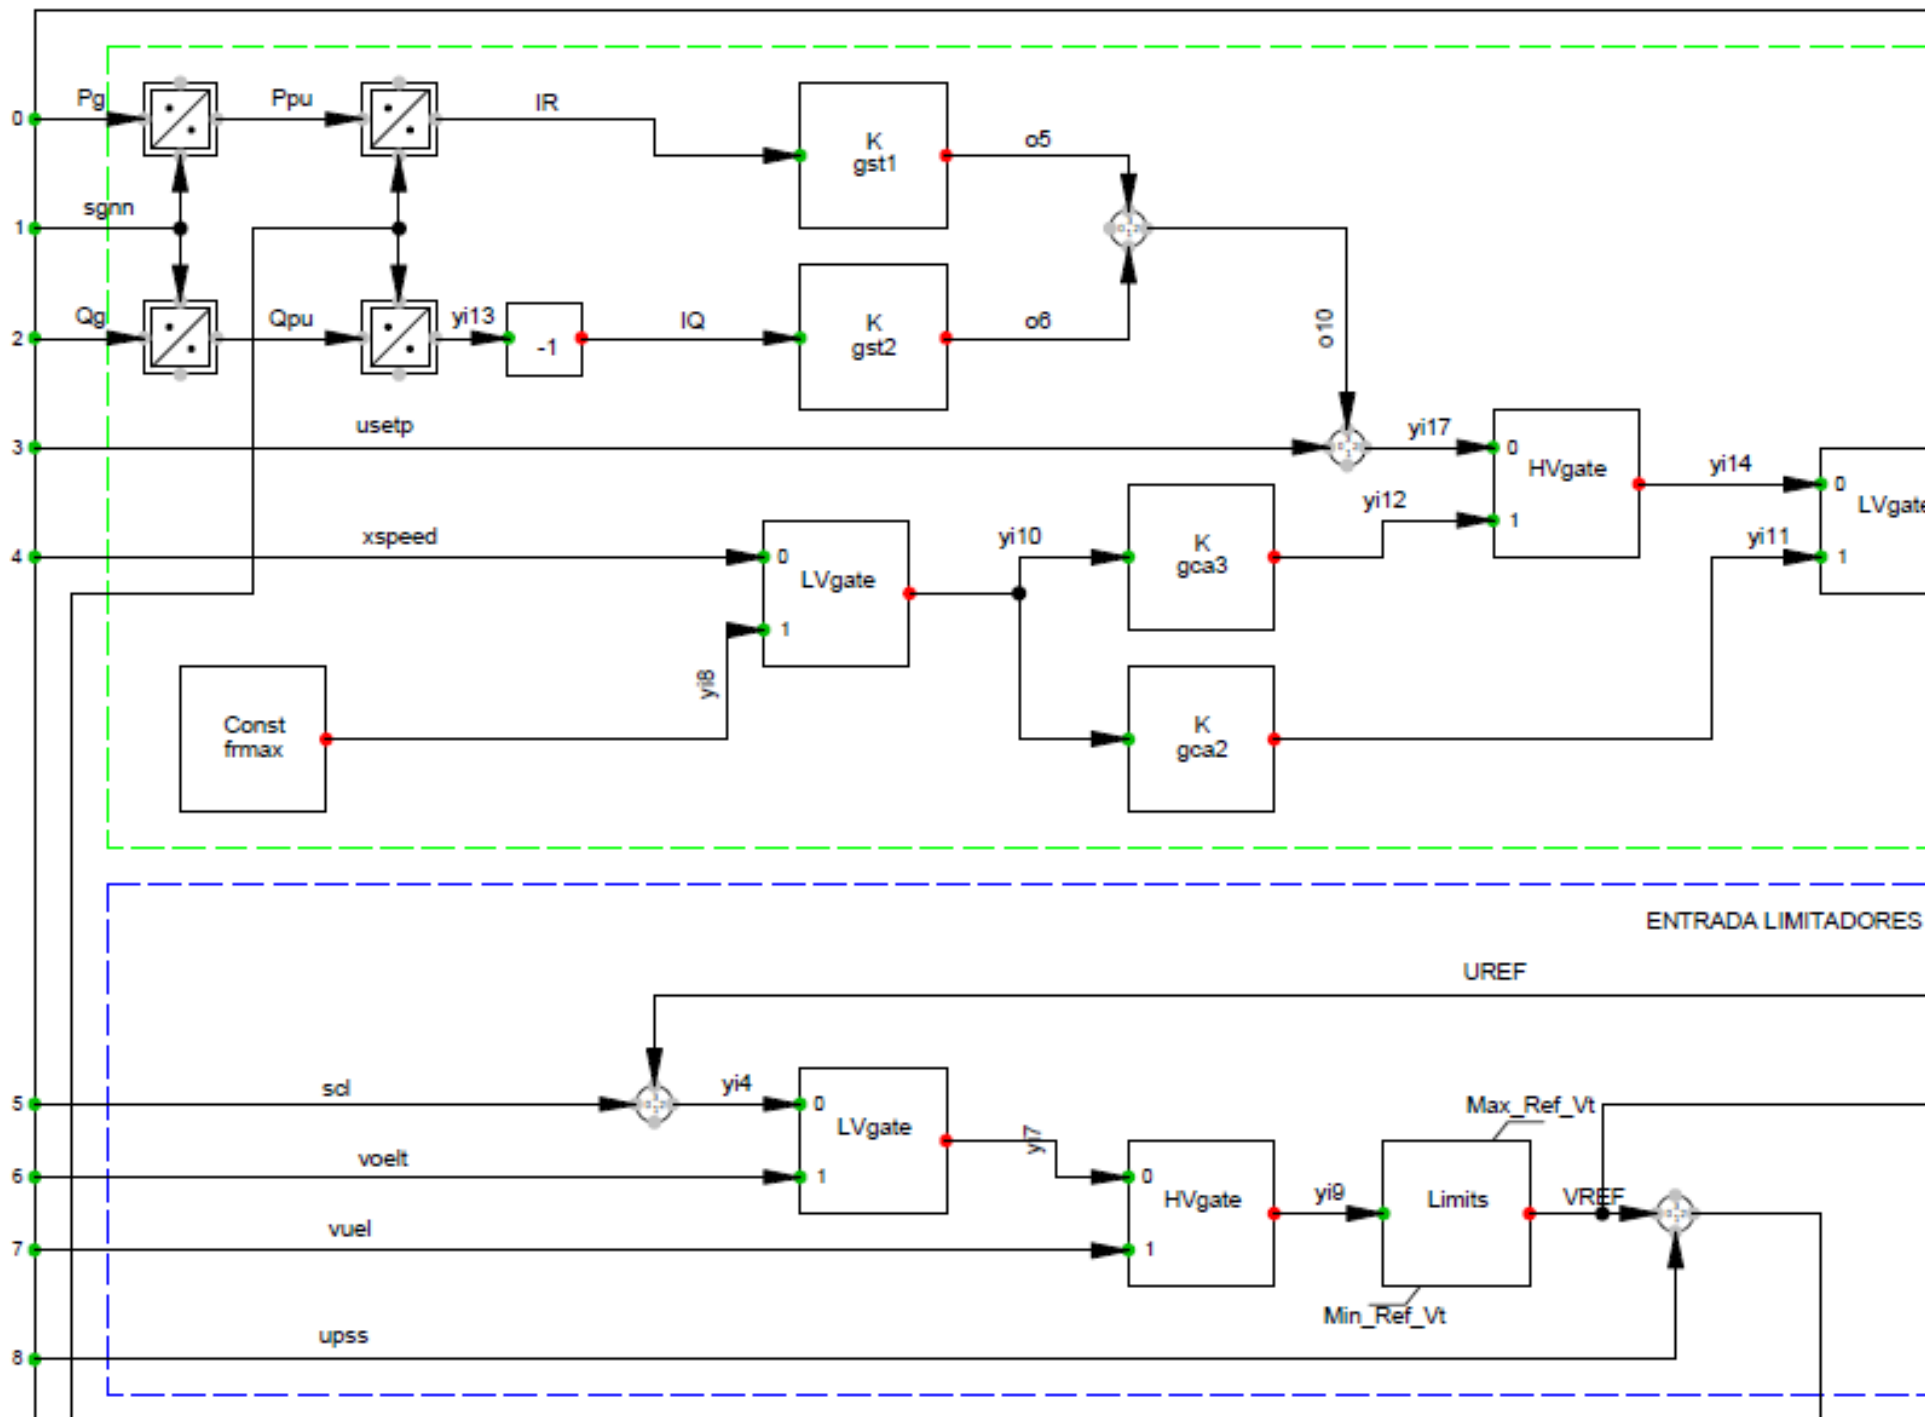 Pg
Ppu
IR
0
K
gst1
o5
sgnn
1
Qg
Qpu
yi13
IQ
o6
2
-1
K
gst2
o10
usetp
3
yi17
0
HVgate
yi14
0
yi12
1
LVgate
xspeed
yi10
yi11
4
0
LVgate
K
gca3
1
1
yi8
Const
frmax
K
gca2
ENTRADA LIMITADORES
UREF
scl
yi4
5
0
LVgate
Max_Ref_Vt
yi7
voelt
6
1
0
HVgate
yi9
Limits
VREF
vuel
7
1
Min_Ref_Vt
upss
8